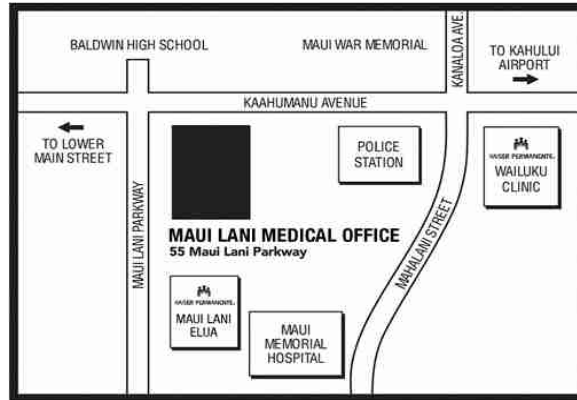 BALDWIN HIGH SCHOOL
MAUI WAR MEMORIAL
KANALOA AVE.
TO KAHULUI
AIRPORT
KAAHUMANU AVENUE
TO LOWER
MAIN STREET
POLICE
STATION
KAISER PERMANENTE.
WAILUKU
CLINIC
MAUI LANI PARKWAY
MAUI LANI MEDICAL OFFICE
55 Maui Lani Parkway
MAHALANI STREET
KAISER PERMANENTE.
MAUI LANI
ELUA
MAUI
MEMORIAL
HOSPITAL